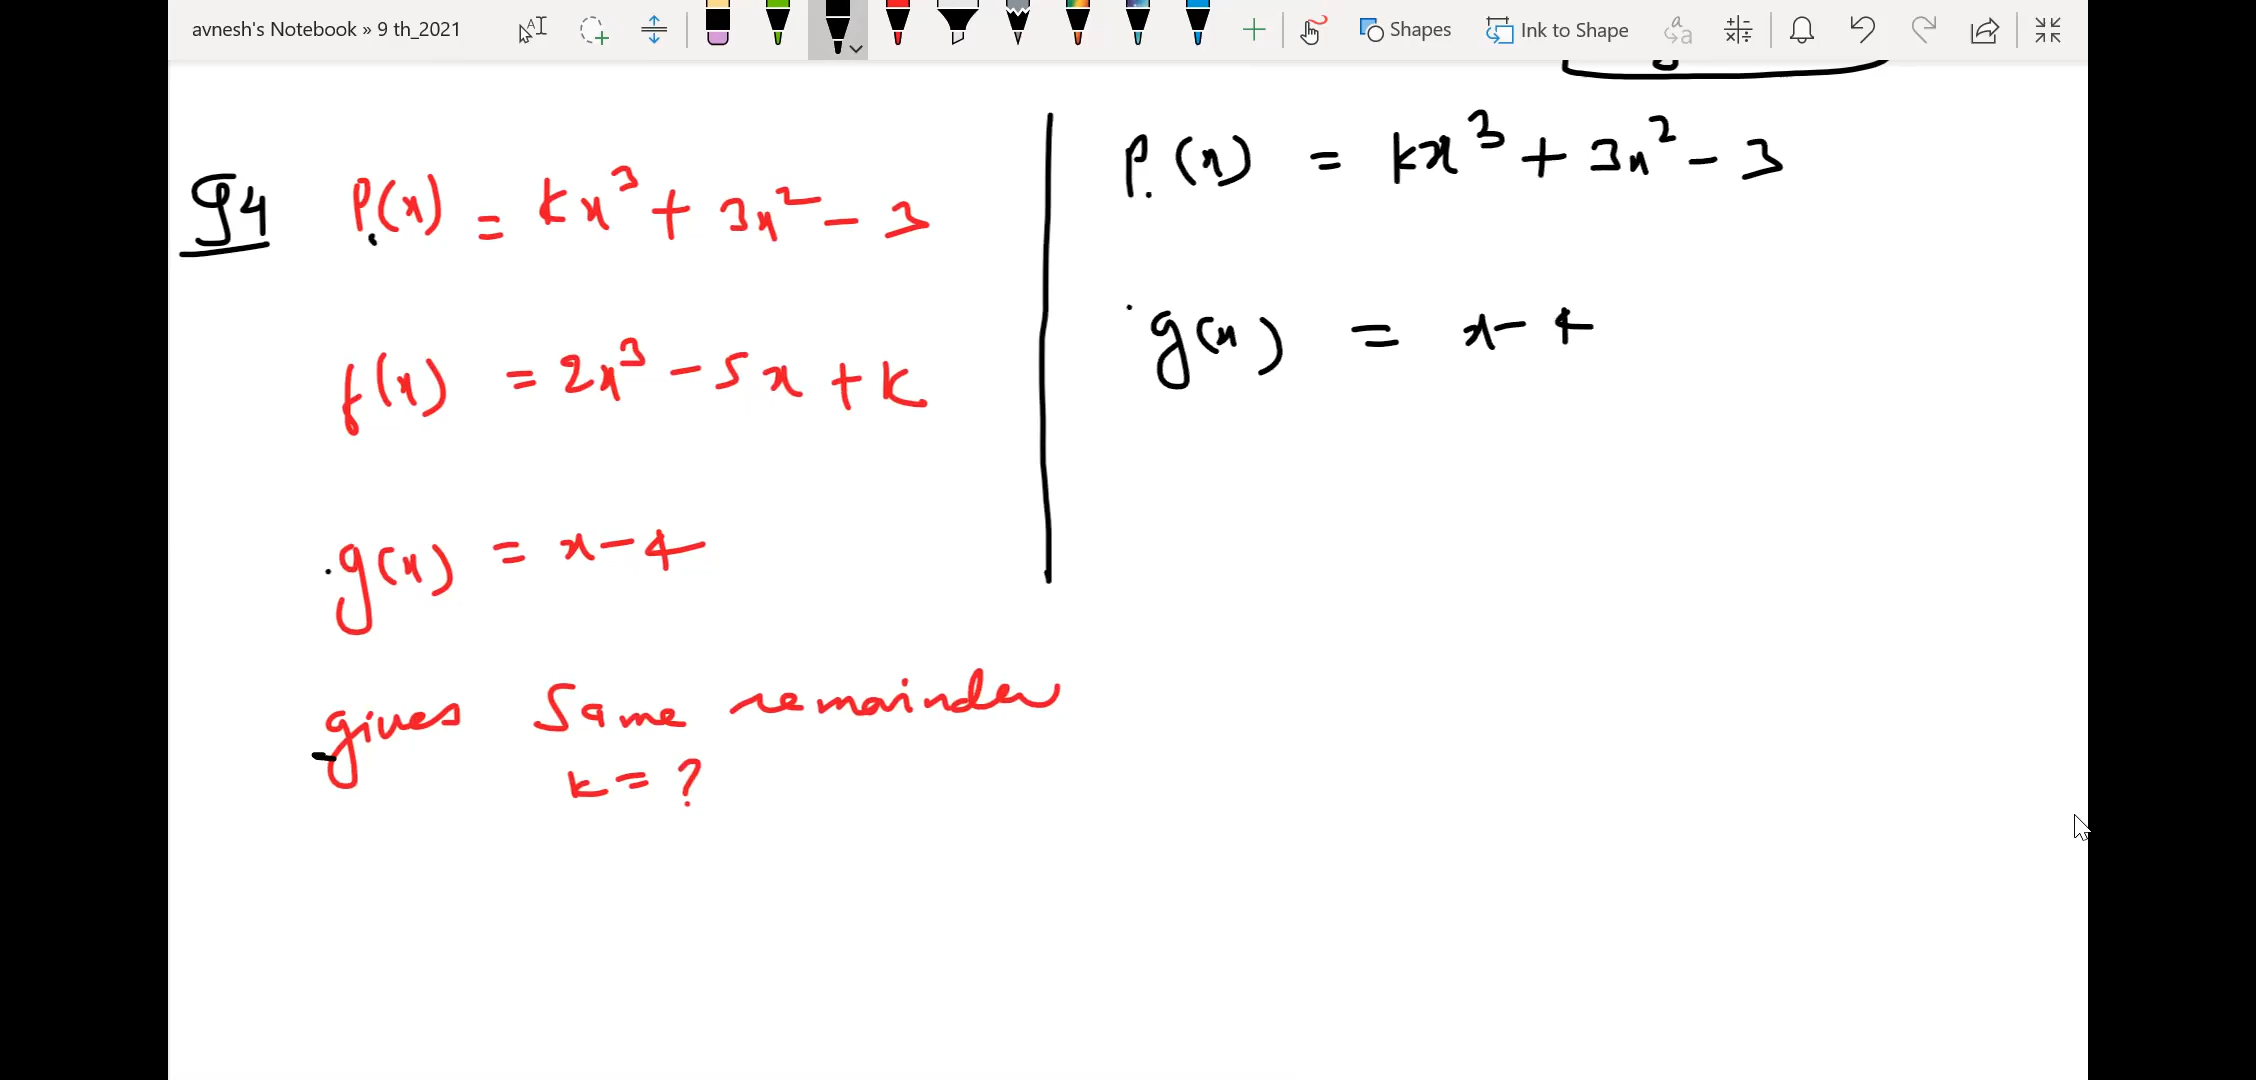 avnesh's Notebook » 9 th_2021
Shapes
Ink to Shape
94 P(x) = kx³ + 3x² - 3
f(x) = 2x³ - 5x + k
g(x) = x - 4
gives same remainder
k = ?
P(x) = kx³ + 3x² - 3
g(x) = x - 4